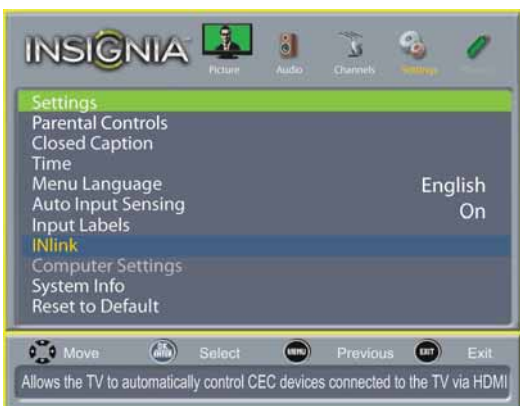 INSIGNIA
Picture Audio Channels Settings
Settings
Parental Controls
Closed Caption
Time
Menu Language English
Auto Input Sensing On
Input Labels
INlink
Computer Settings
System Info
Reset to Default
Move OK ENTER Select MENU Previous EXIT Exit
Allows the TV to automatically control CEC devices connected to the TV via HDMI